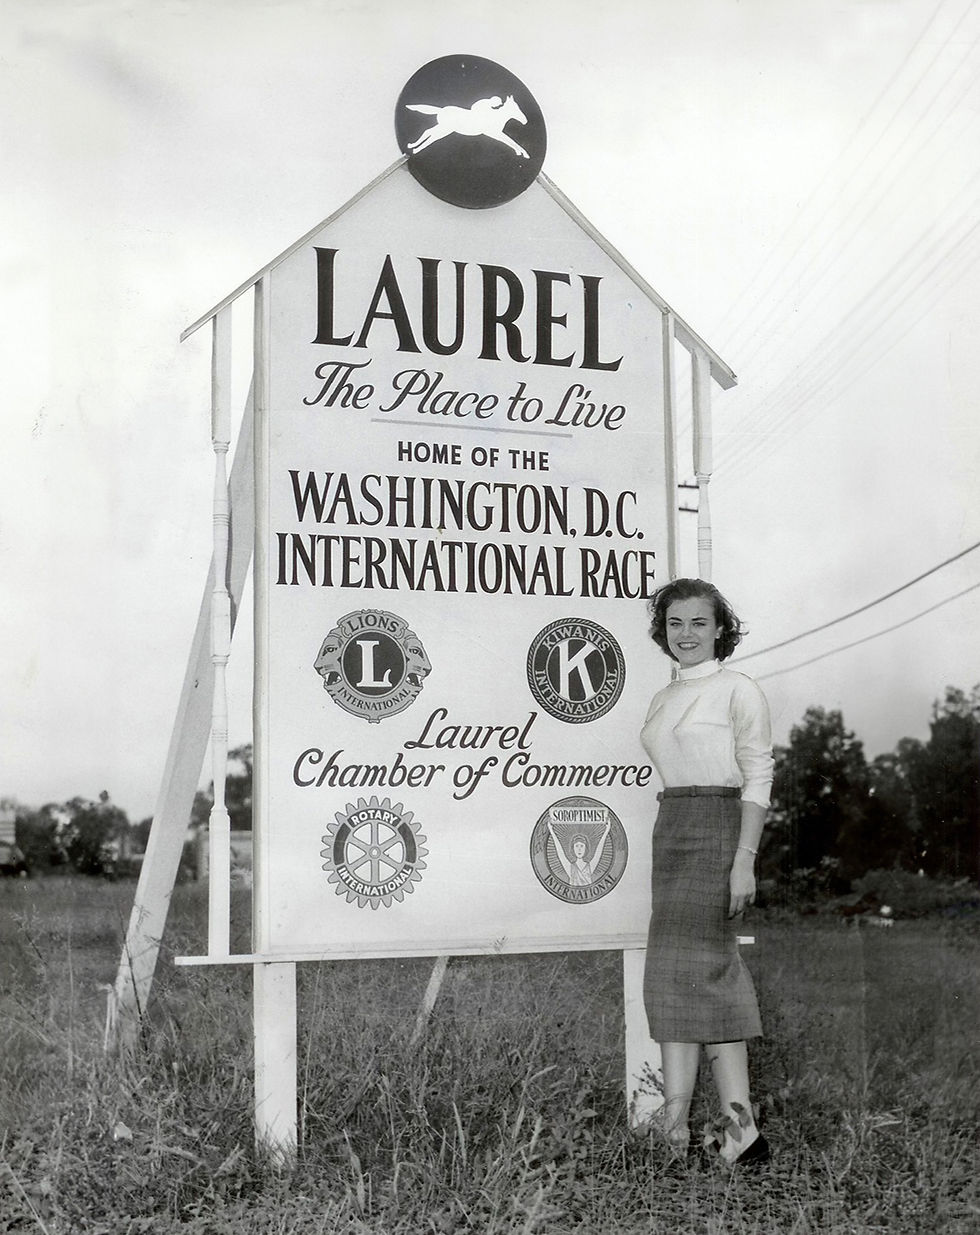 LAUREL
The Place to Live
HOME OF THE
WASHINGTON, D.C.
INTERNATIONAL RACE
LIONS
L
INTERNATIONAL
KIWANIS
K
INTERNATIONAL
Laurel
Chamber of Commerce
ROTARY
INTERNATIONAL
SOROPTIMIST
INTERNATIONAL